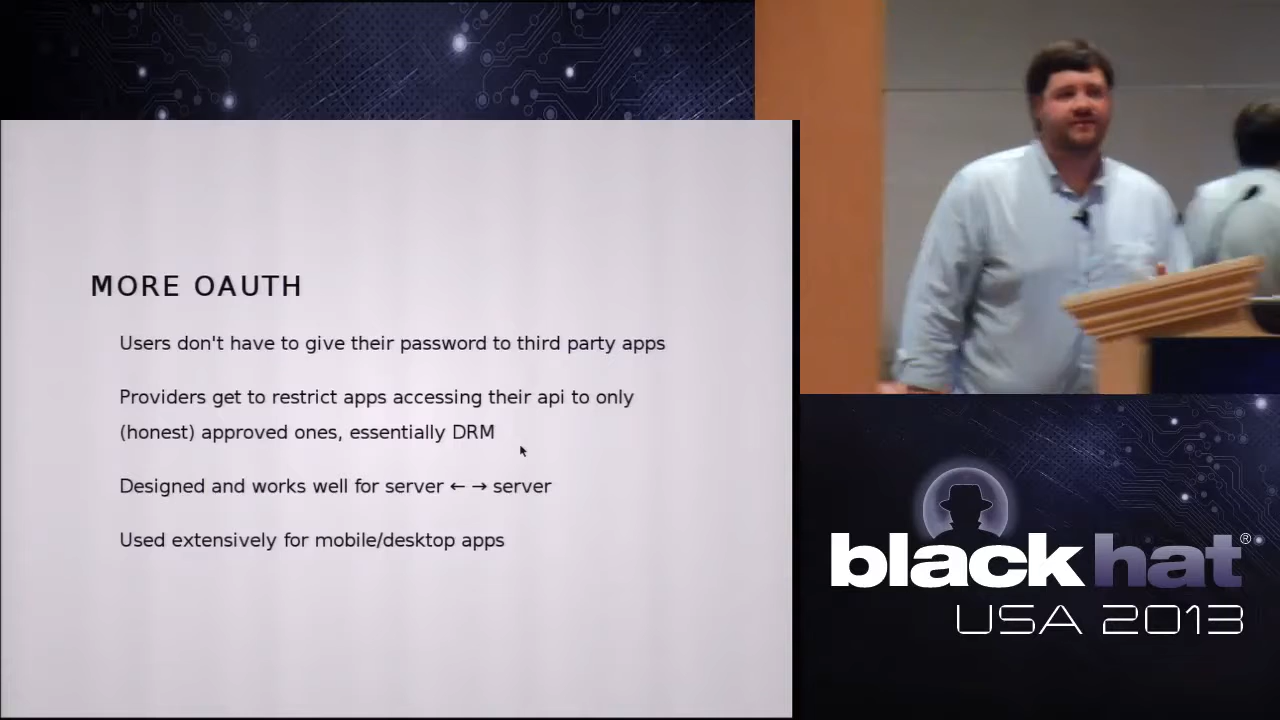 MORE OAUTH
Users don't have to give their password to third party apps
Providers get to restrict apps accessing their api to only
(honest) approved ones, essentially DRM
Designed and works well for server ← → server
Used extensively for mobile/desktop apps
blackhat®
USA 2013